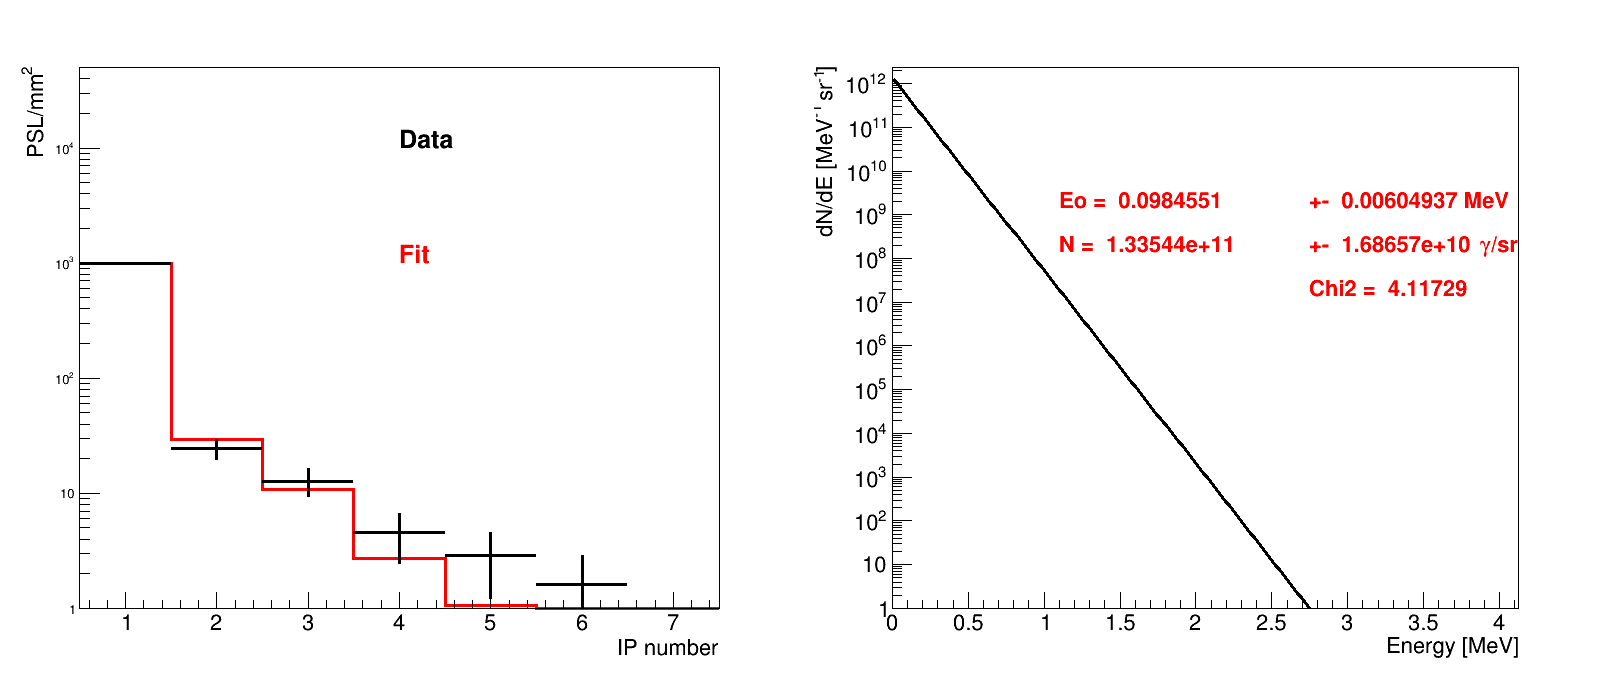 PSL/mm²
10⁴
10³
10²
10
1
Data
Fit
1 2 3 4 5 6 7
IP number
dN/dE [MeV⁻¹ sr⁻¹]
10¹²
10¹¹
10¹⁰
10⁹
10⁸
10⁷
10⁶
10⁵
10⁴
10³
10²
10
1
Eo = 0.0984551 +- 0.00604937 MeV
N = 1.33544e+11 +- 1.68657e+10 γ/sr
Chi2 = 4.11729
0 0.5 1 1.5 2 2.5 3 3.5 4
Energy [MeV]